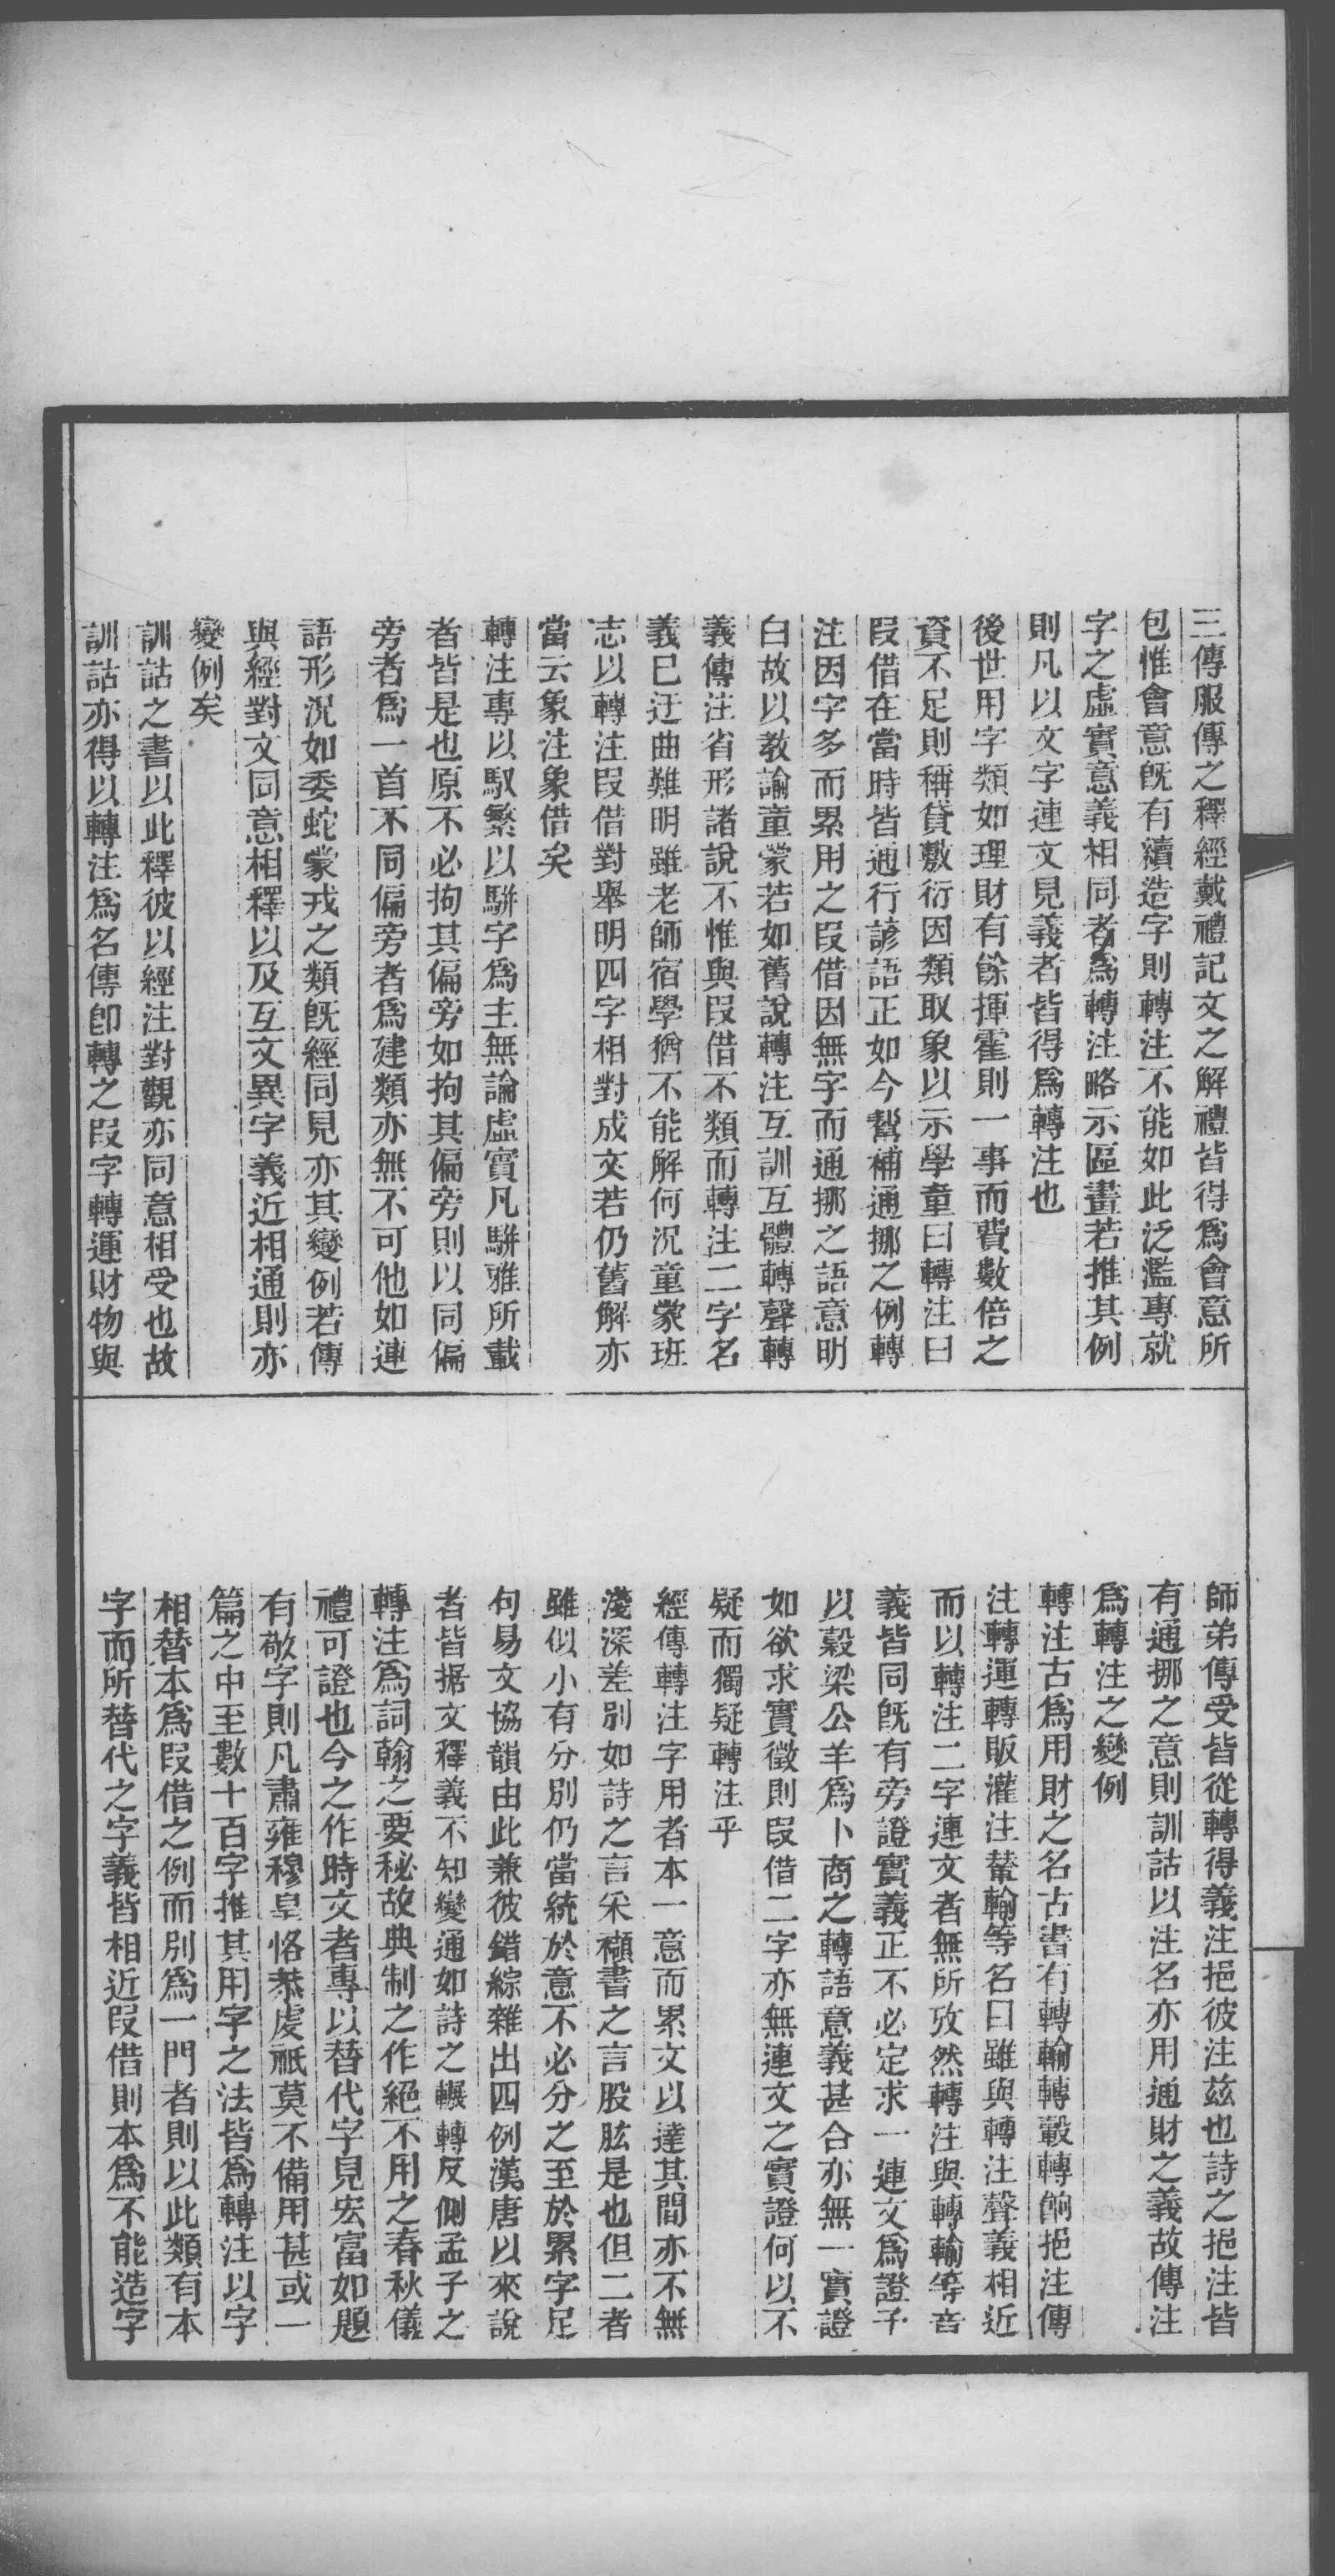 三傳服傳之釋經戴禮記文之解禮皆得爲會意所
包惟會意旣有續造字則轉注不能如此泛濫專就
字之虛實意義相同者爲轉注略示區畫若推其例
則凡以文字連文見義者皆得爲轉注也
後世用字類如理財有餘揮霍則一事而費數倍之
資不足則稱貸敷衍因類取象以示學童曰轉注曰
叚借在當時皆通行諺語正如今幫補通挪之例轉
注因字多而累用之叚借因無字而通挪之語意明
白故以教諭童蒙若如舊說轉注互訓互體轉聲轉
義傳注省形諸說不惟與叚借不類而轉注二字名
義已迂曲難明雖老師宿學猶不能解何況童蒙班
志以轉注叚借對舉明四字相對成文若仍舊解亦
當云象注象借矣
轉注專以馭繁以駢字爲主無論虛實凡駢雅所載
者皆是也原不必拘其偏旁如拘其偏旁則以同偏
旁者爲一首不同偏旁者爲建類亦無不可他如連
語形況如委蛇蒙戎之類旣經同見亦其變例若傳
與經對文同意相釋以及互文異字義近相通則亦
變例矣
訓詁之書以此釋彼以經注對觀亦同意相受也故
訓詁亦得以轉注爲名傳卽轉之叚字轉運財物與
師弟傳受皆從轉得義注挹彼注茲也詩之挹注皆
有通挪之意則訓詁以注名亦用通財之義故傳注
爲轉注之變例
轉注古爲用財之名古書有轉輸轉轂轉餉挹注傳
注轉運轉販灌注輦輸等名曰雖與轉注聲義相近
而以轉注二字連文者無所攷然轉注與轉輸等音
義皆同旣有旁證實義正不必定求一連文爲證予
以穀梁公羊爲卜商之轉語意義甚合亦無一實證
如欲求實徵則叚借二字亦無連文之實證何以不
疑而獨疑轉注乎
經傳轉注字用者本一意而累文以達其間亦不無
淺深差別如詩之言采襭書之言股肱是也但二者
雖似小有分別仍當統於意不必分之至於累字足
句易文協韻由此兼彼錯綜雜出四例漢唐以來說
者皆据文釋義不知變通如詩之輾轉反側孟子之
轉注爲詞翰之要秘故典制之作絕不用之春秋儀
禮可證也今之作時文者專以替代字見宏富如題
有敬字則凡肅雍穆皇恪恭虔祇莫不備用甚或一
篇之中至數十百字推其用字之法皆爲轉注以字
相替本爲叚借之例而別爲一門者則以此類有本
字而所替代之字義皆相近叚借則本爲不能造字